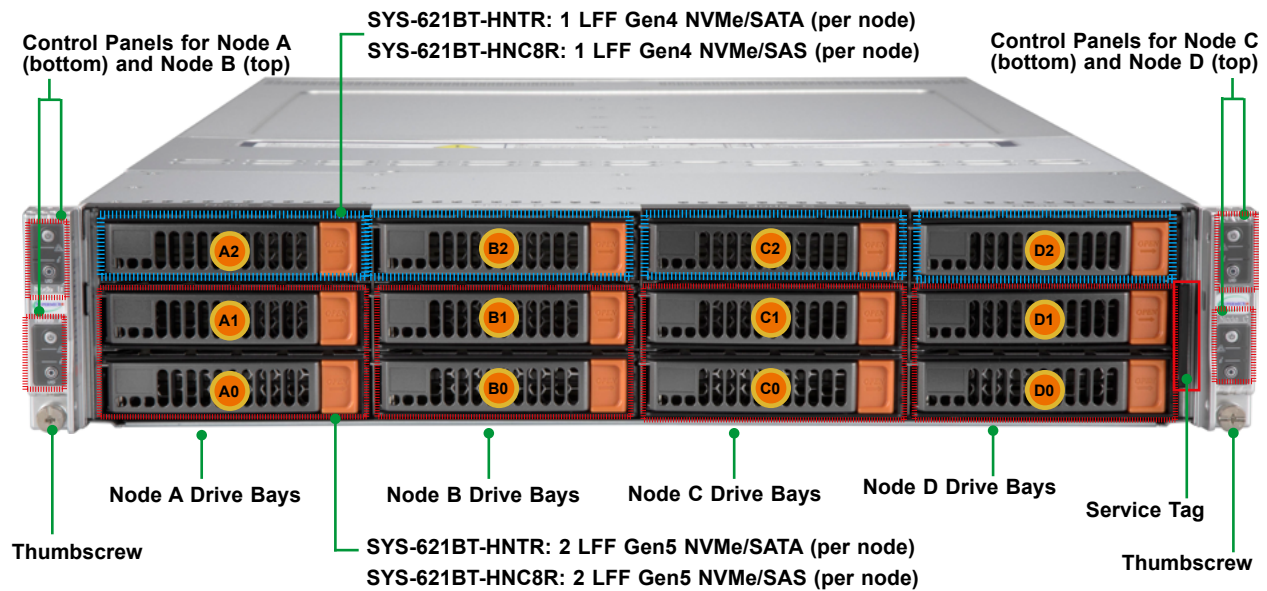 SYS-621BT-HNTR: 1 LFF Gen4 NVMe/SATA (per node)
SYS-621BT-HNC8R: 1 LFF Gen4 NVMe/SAS (per node)
Control Panels for Node A
(bottom) and Node B (top)
Control Panels for Node C
(bottom) and Node D (top)
A2
B2
C2
D2
A1
B1
C1
D1
A0
B0
C0
D0
Node A Drive Bays
Node B Drive Bays
Node C Drive Bays
Node D Drive Bays
Service Tag
Thumbscrew
Thumbscrew
SYS-621BT-HNTR: 2 LFF Gen5 NVMe/SATA (per node)
SYS-621BT-HNC8R: 2 LFF Gen5 NVMe/SAS (per node)